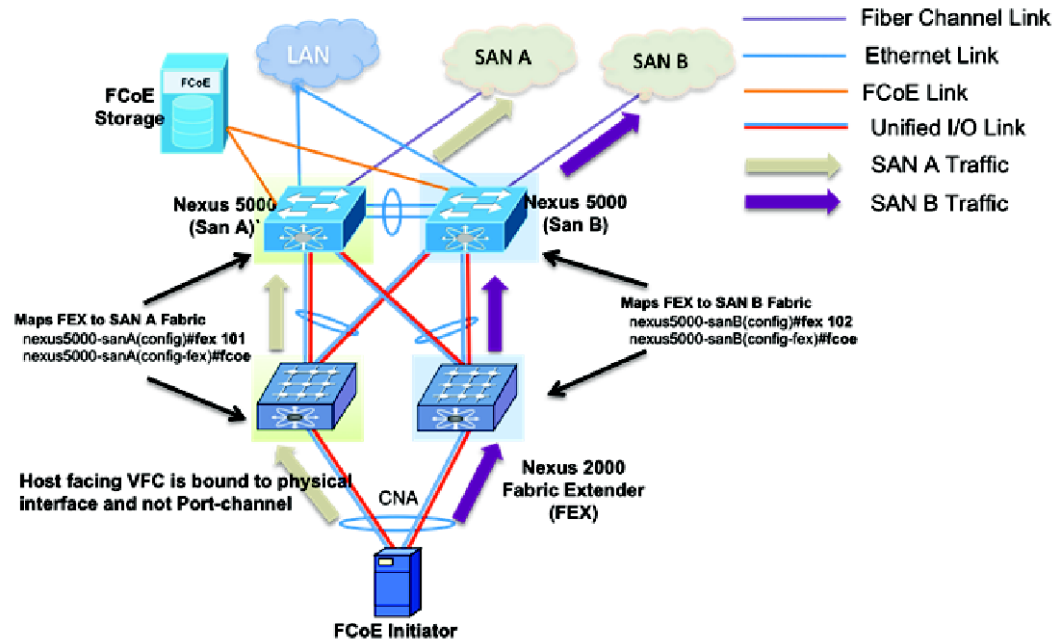 LAN
SAN A
SAN B
Fiber Channel Link
Ethernet Link
FCoE Link
Unified I/O Link
SAN A Traffic
SAN B Traffic
FCoE
FCoE
Storage
Nexus 5000
(San A)`
Nexus 5000
(San B)
Maps FEX to SAN A Fabric
nexus5000-sanA(config)#fex 101
nexus5000-sanA(config-fex)#fcoe
Maps FEX to SAN B Fabric
nexus5000-sanB(config)#fex 102
nexus5000-sanB(config-fex)#fcoe
Host facing VFC is bound to physical
interface and not Port-channel
CNA
Nexus 2000
Fabric Extender
(FEX)
FCoE Initiator